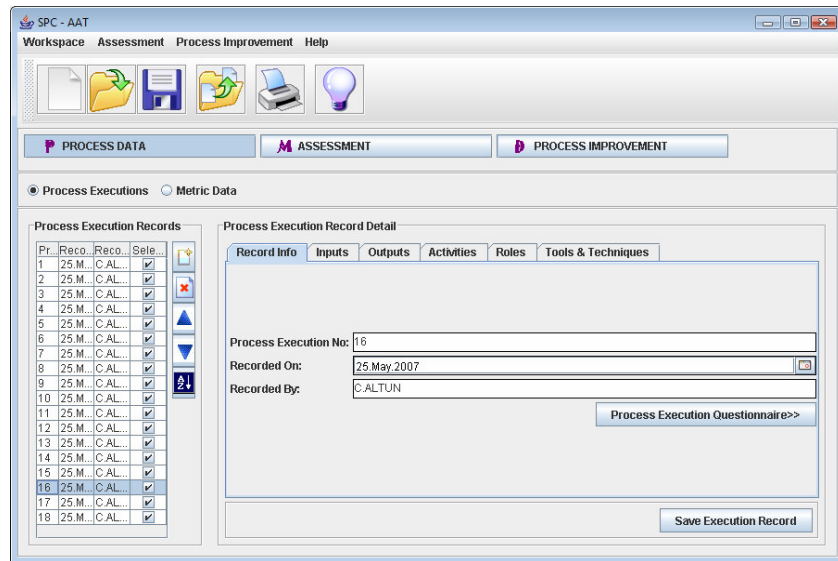 SPC - AAT
Workspace Assessment Process Improvement Help
P PROCESS DATA M ASSESSMENT D PROCESS IMPROVEMENT
Process Executions Metric Data
Process Execution Records Process Execution Record Detail
Record Info Inputs Outputs Activities Roles Tools & Techniques
Pr... Reco... Reco... Sele...
1 25.M... C.AL...
2 25.M... C.AL...
3 25.M... C.AL...
4 25.M... C.AL...
5 25.M... C.AL...
6 25.M... C.AL...
7 25.M... C.AL...
8 25.M... C.AL...
9 25.M... C.AL...
10 25.M... C.AL...
11 25.M... C.AL...
12 25.M... C.AL...
13 25.M... C.AL...
14 25.M... C.AL...
15 25.M... C.AL...
16 25.M... C.AL...
17 25.M... C.AL...
18 25.M... C.AL...
Process Execution No: 16
Recorded On: 25.May.2007
Recorded By: C.ALTUN
Process Execution Questionnaire>>
Save Execution Record